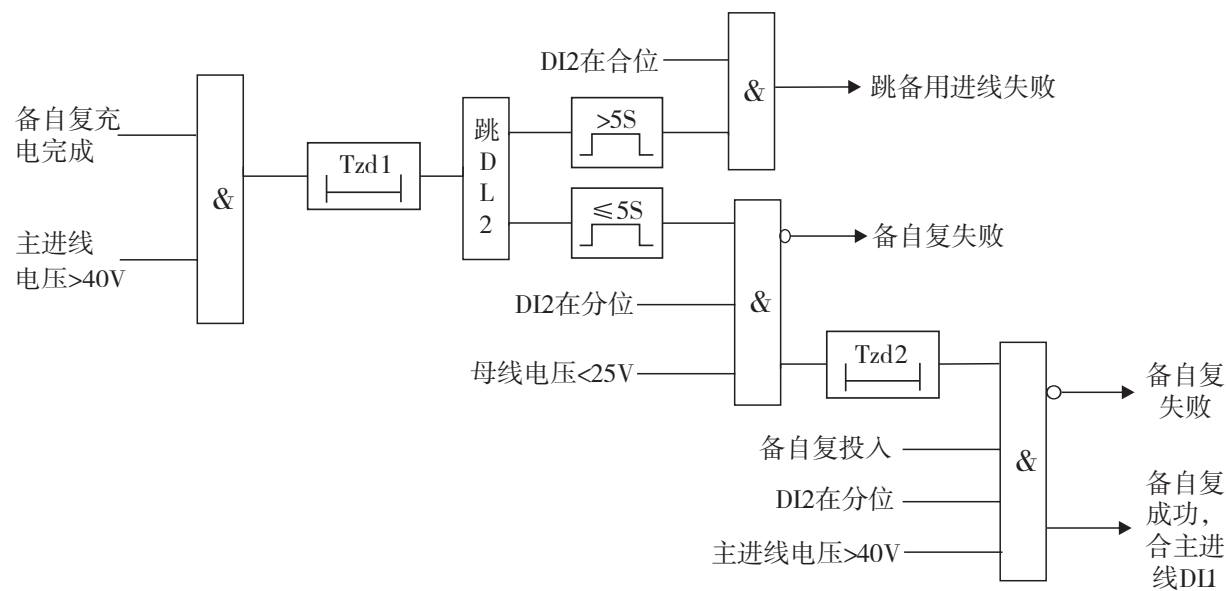 DL2在合位
&
跳备用进线失败
备自复充
电完成
>5S
跳
D
L
2
Tzd1
&
≤5S
备自复失败
主进线
电压>40V
DL2在分位
&
Tzd2
母线电压<25V
备自复
失败
备自复投入
&
DL2在分位
备自复
成功，
合主进
线DL1
主进线电压>40V